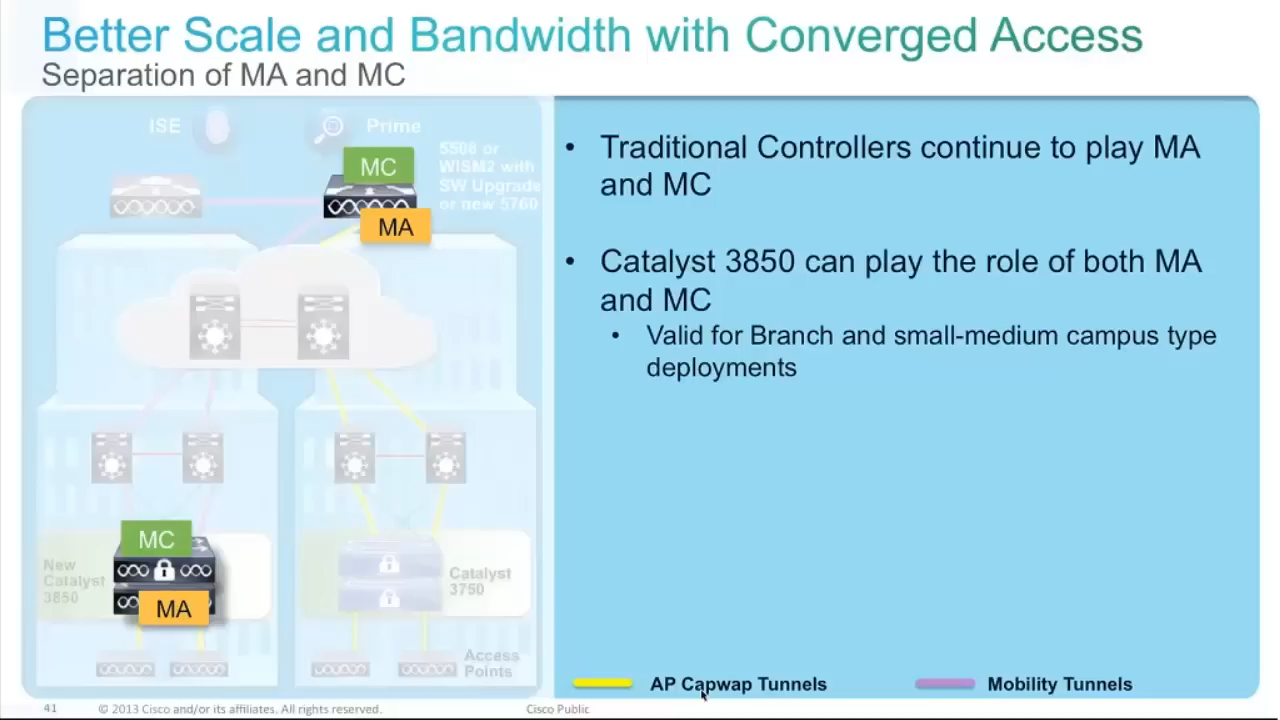 Better Scale and Bandwidth with Converged Access
Separation of MA and MC
ISE
Prime
5508 or
WISM2 with
SW Upgrade
or new 5760
MC
MA
• Traditional Controllers continue to play MA
and MC
• Catalyst 3850 can play the role of both MA
and MC
• Valid for Branch and small-medium campus type
deployments
MC
New
Catalyst
3850
MA
Catalyst
3750
Access
Points
AP Capwap Tunnels
Mobility Tunnels
41
© 2013 Cisco and/or its affiliates. All rights reserved.
Cisco Public